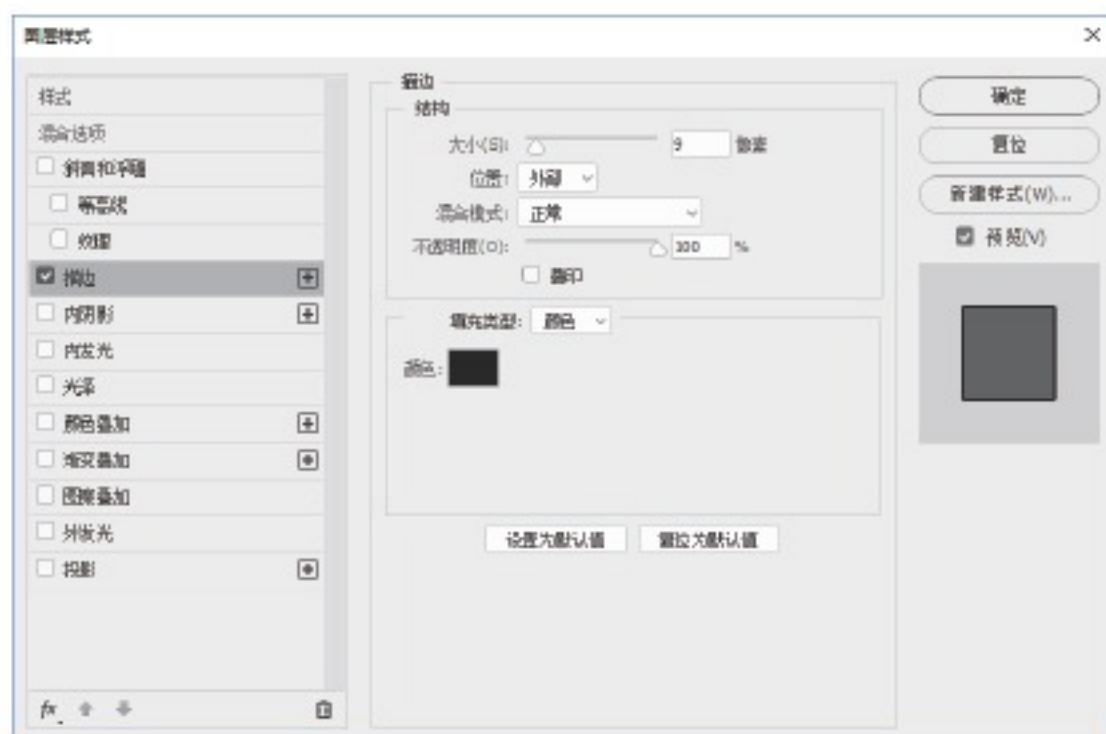 图层样式
样式
混合选项
斜面和浮雕
等高线
纹理
描边
内阴影
内发光
光泽
颜色叠加
渐变叠加
图案叠加
外发光
投影
fx
描边
结构
大小(S): 9 像素
位置: 外部
混合模式: 正常
不透明度(O): 100 %
叠印
填充类型: 颜色
颜色:
设置为默认值 复位为默认值
确定
复位
新建样式(W)...
预览(V)